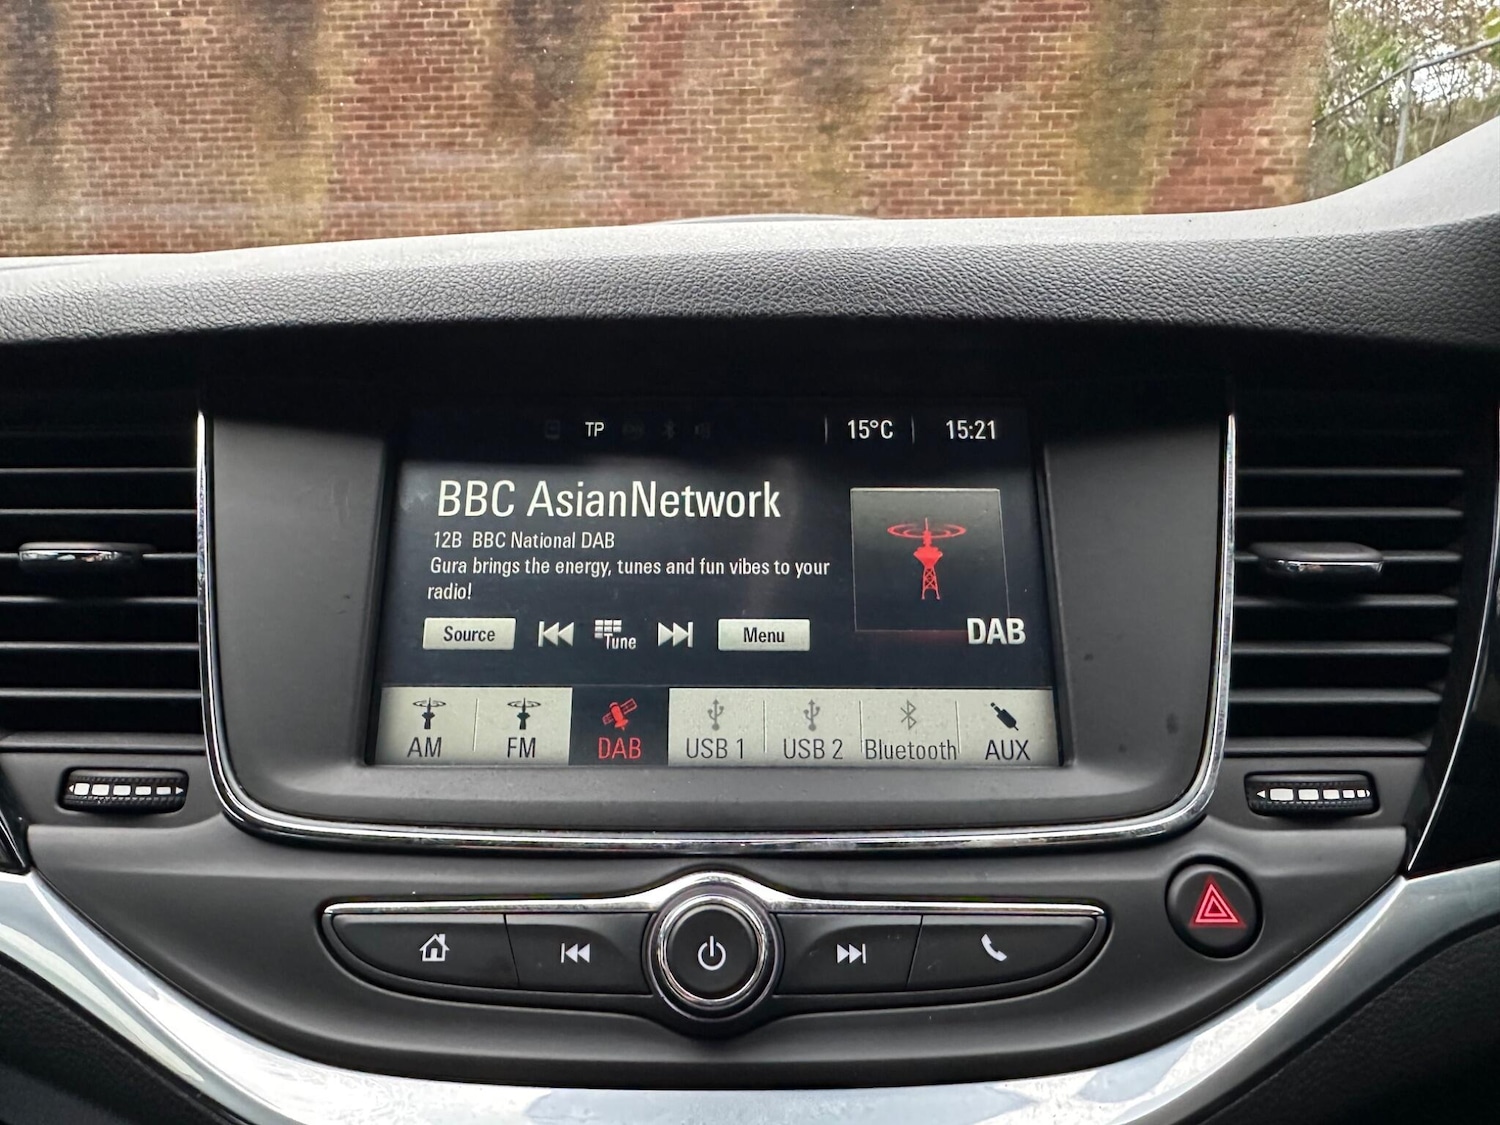 TP 15°C 15:21
BBC AsianNetwork
12B BBC National DAB
Gura brings the energy, tunes and fun vibes to your
radio!
Source Tune Menu
DAB
AM FM DAB USB 1 USB 2 Bluetooth AUX